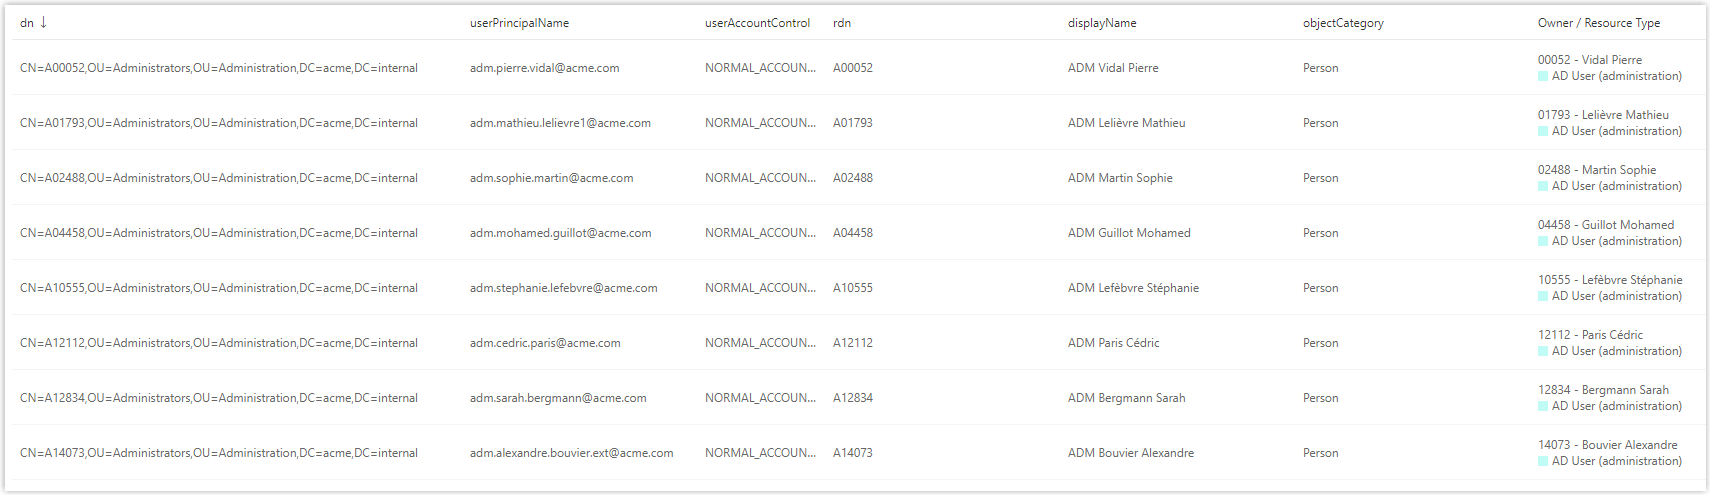 dn ↓ userPrincipalName userAccountControl rdn displayName objectCategory Owner / Resource Type
CN=A00052,OU=Administrators,OU=Administration,DC=acme,DC=internal adm.pierre.vidal@acme.com NORMAL_ACCOUN... A00052 ADM Vidal Pierre Person 00052 - Vidal Pierre
AD User (administration)
CN=A01793,OU=Administrators,OU=Administration,DC=acme,DC=internal adm.mathieu.lelievre1@acme.com NORMAL_ACCOUN... A01793 ADM Lelièvre Mathieu Person 01793 - Lelièvre Mathieu
AD User (administration)
CN=A02488,OU=Administrators,OU=Administration,DC=acme,DC=internal adm.sophie.martin@acme.com NORMAL_ACCOUN... A02488 ADM Martin Sophie Person 02488 - Martin Sophie
AD User (administration)
CN=A04458,OU=Administrators,OU=Administration,DC=acme,DC=internal adm.mohamed.guillot@acme.com NORMAL_ACCOUN... A04458 ADM Guillot Mohamed Person 04458 - Guillot Mohamed
AD User (administration)
CN=A10555,OU=Administrators,OU=Administration,DC=acme,DC=internal adm.stephanie.lefebvre@acme.com NORMAL_ACCOUN... A10555 ADM Lefèbvre Stéphanie Person 10555 - Lefèbvre Stéphanie
AD User (administration)
CN=A12112,OU=Administrators,OU=Administration,DC=acme,DC=internal adm.cedric.paris@acme.com NORMAL_ACCOUN... A12112 ADM Paris Cédric Person 12112 - Paris Cédric
AD User (administration)
CN=A12834,OU=Administrators,OU=Administration,DC=acme,DC=internal adm.sarah.bergmann@acme.com NORMAL_ACCOUN... A12834 ADM Bergmann Sarah Person 12834 - Bergmann Sarah
AD User (administration)
CN=A14073,OU=Administrators,OU=Administration,DC=acme,DC=internal adm.alexandre.bouvier.ext@acme.com NORMAL_ACCOUN... A14073 ADM Bouvier Alexandre Person 14073 - Bouvier Alexandre
AD User (administration)